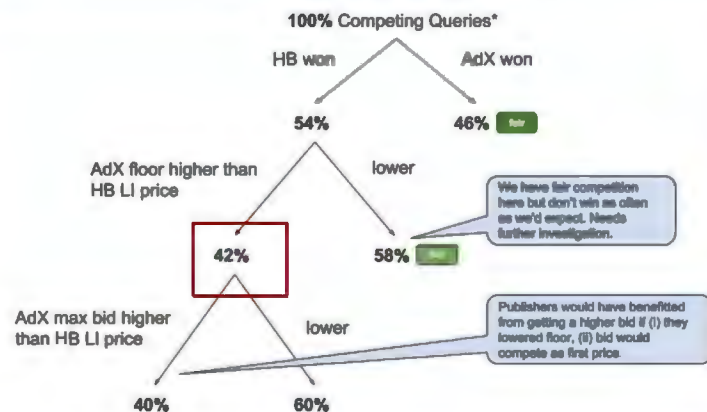 100% Competing Queries*
HB won
AdX won
54%
46%
fair
AdX floor higher than
HB LI price
lower
We have fair competition
here but don't win as often
as we'd expect. Needs
further investigation.
42%
58%
AdX max bid higher
than HB LI price
lower
Publishers would have benefitted
from getting a higher bid if (i) they
lowered floor, (ii) bid would
compete as first price
40%
60%